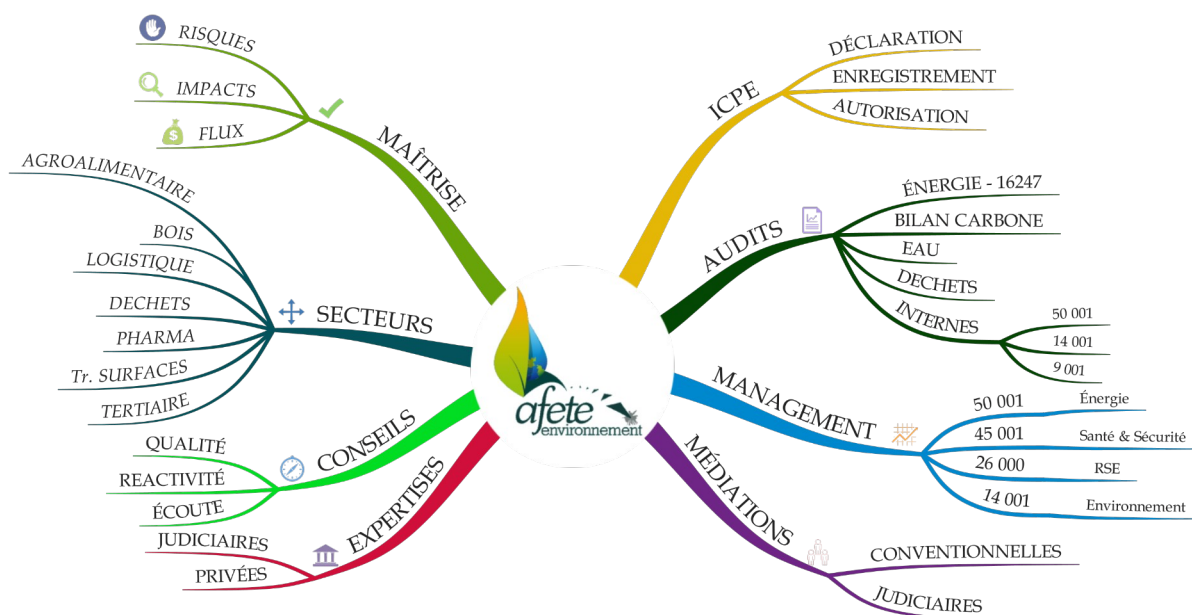 RISQUES
IMPACTS
FLUX
MAÎTRISE
AGROALIMENTAIRE
BOIS
LOGISTIQUE
DECHETS
PHARMA
Tr. SURFACES
TERTIAIRE
SECTEURS
QUALITÉ
REACTIVITÉ
ÉCOUTE
CONSEILS
JUDICIAIRES
PRIVÉES
EXPERTISES
afete
environnement
ICPE
DÉCLARATION
ENREGISTREMENT
AUTORISATION
AUDITS
ÉNERGIE - 16247
BILAN CARBONE
EAU
DECHETS
INTERNES
50 001
14 001
9 001
MANAGEMENT
50 001 Énergie
45 001 Santé & Sécurité
26 000 RSE
14 001 Environnement
MÉDIATIONS
CONVENTIONNELLES
JUDICIAIRES